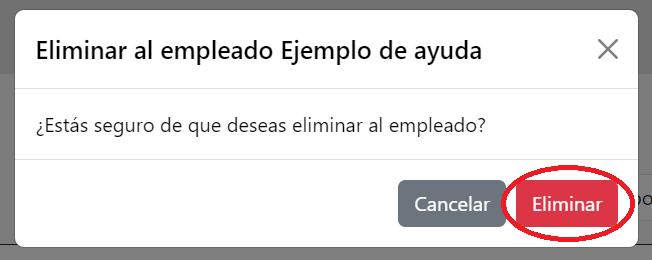 Eliminar al empleado Ejemplo de ayuda
¿Estás seguro de que deseas eliminar al empleado?
Cancelar Eliminar